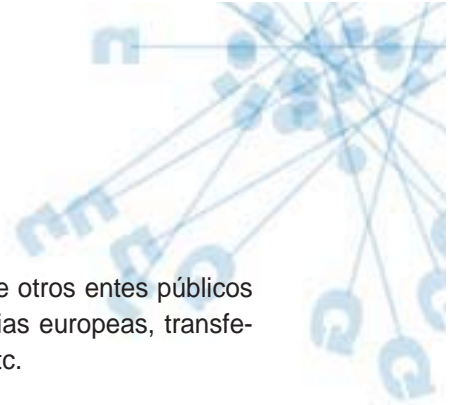 e otros entes públicos
ias europeas, transfe-
tc.